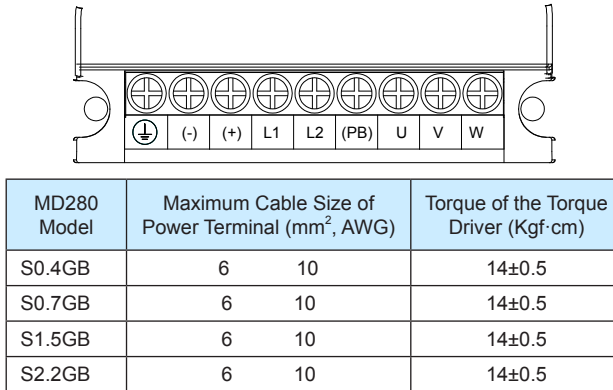 (-) (+) L1 L2 (PB) U V W
MD280 Model Maximum Cable Size of Power Terminal (mm², AWG) Torque of the Torque Driver (Kgf·cm)
S0.4GB 6 10 14±0.5
S0.7GB 6 10 14±0.5
S1.5GB 6 10 14±0.5
S2.2GB 6 10 14±0.5